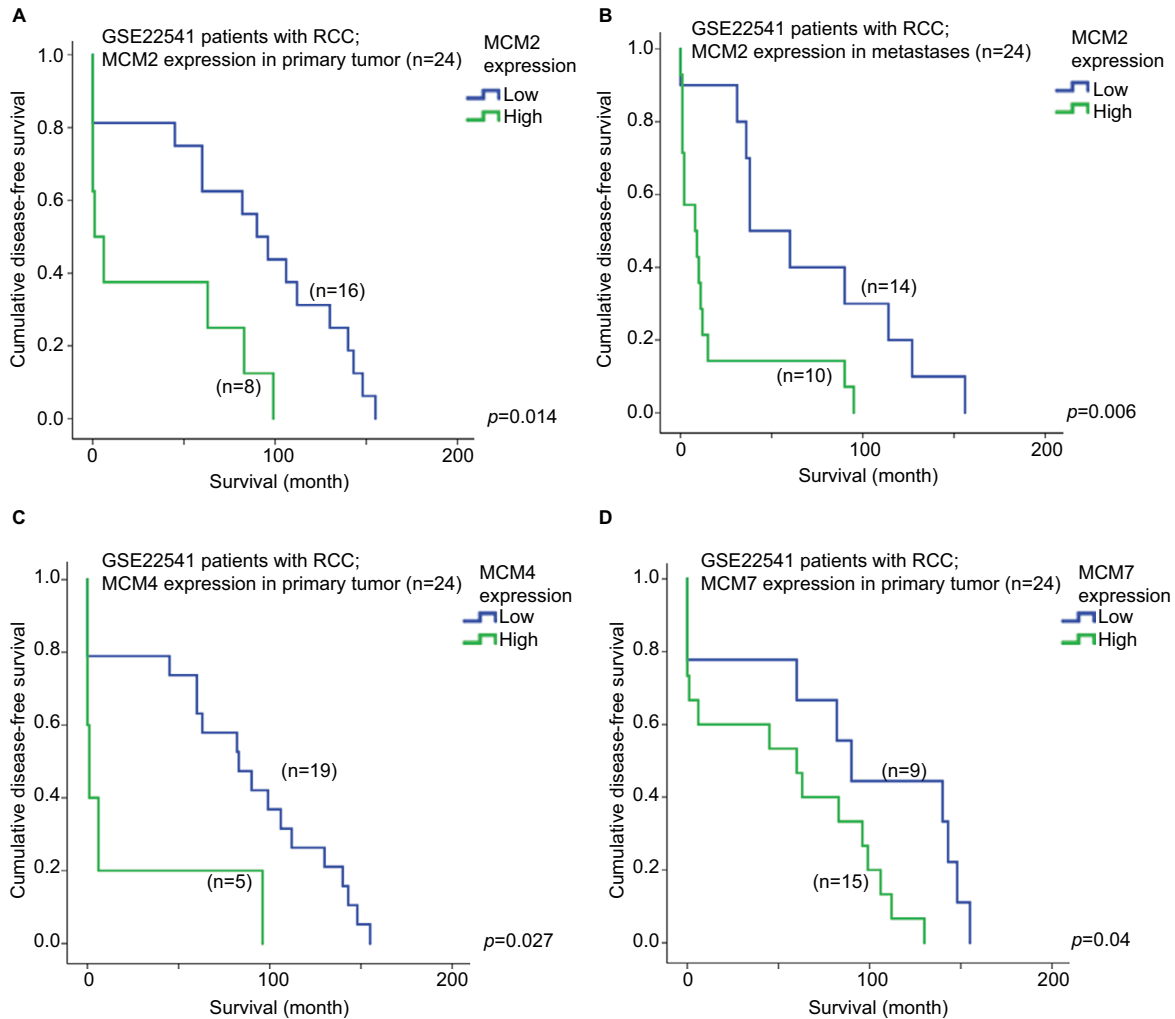 A
GSE22541 patients with RCC;
MCM2 expression in primary tumor (n=24)
MCM2
expression
Low
High
Cumulative disease-free survival
1.0
0.8
0.6
0.4
0.2
0.0
(n=16)
(n=8)
p=0.014
0
100
200
Survival (month)
B
GSE22541 patients with RCC;
MCM2 expression in metastases (n=24)
MCM2
expression
Low
High
Cumulative disease-free survival
1.0
0.8
0.6
0.4
0.2
0.0
(n=14)
(n=10)
p=0.006
0
100
200
Survival (month)
C
GSE22541 patients with RCC;
MCM4 expression in primary tumor (n=24)
MCM4
expression
Low
High
Cumulative disease-free survival
1.0
0.8
0.6
0.4
0.2
0.0
(n=19)
(n=5)
p=0.027
0
100
200
Survival (month)
D
GSE22541 patients with RCC;
MCM7 expression in primary tumor (n=24)
MCM7
expression
Low
High
Cumulative disease-free survival
1.0
0.8
0.6
0.4
0.2
0.0
(n=9)
(n=15)
p=0.04
0
100
200
Survival (month)